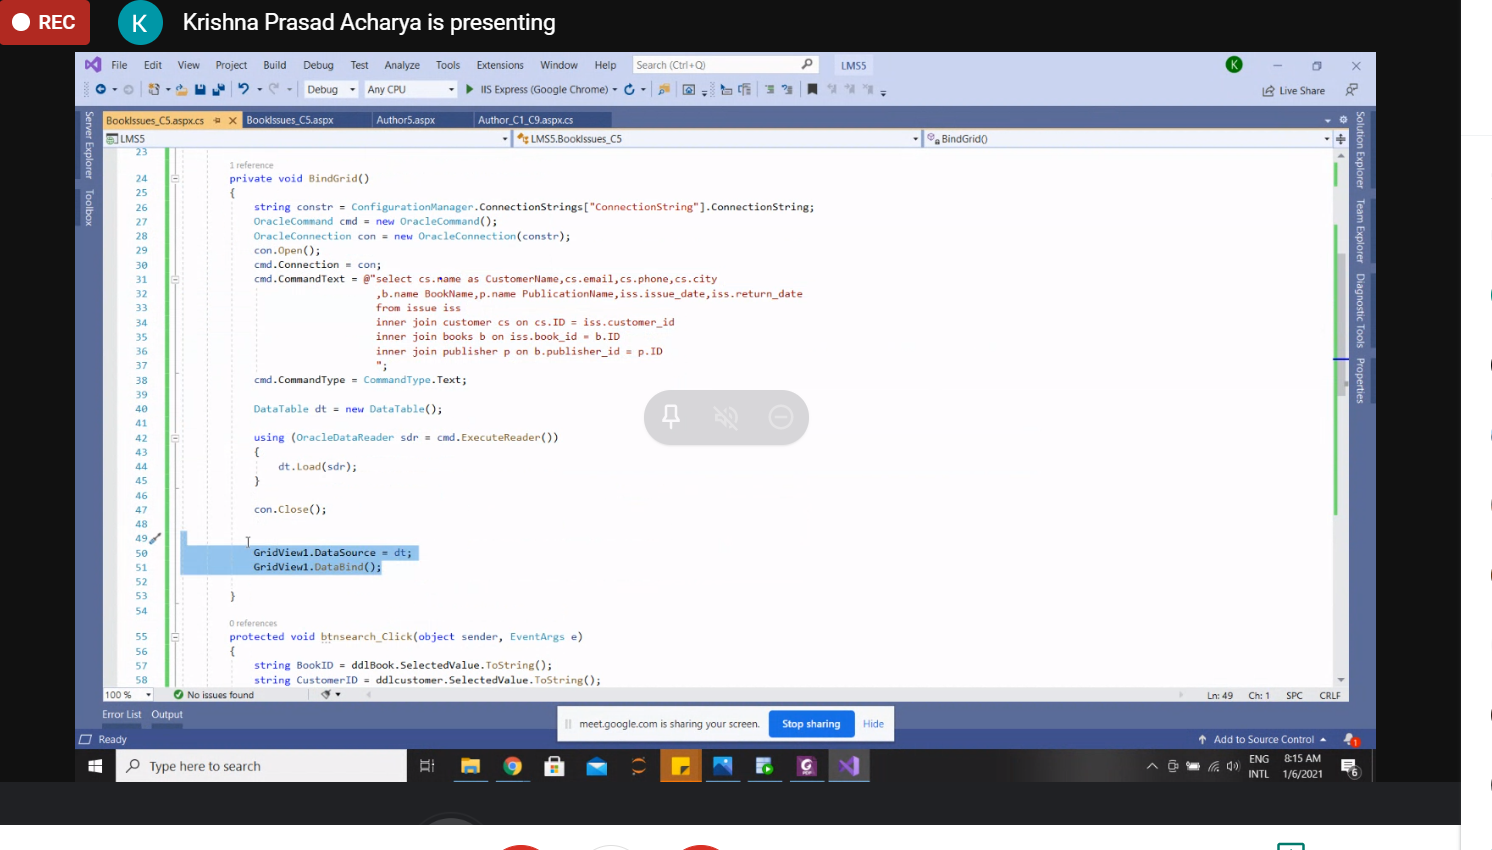 REC
K
Krishna Prasad Acharya is presenting
File Edit View Project Build Debug Test Analyze Tools Extensions Window Help Search (Ctrl+Q) LMS5 K
Debug Any CPU IIS Express (Google Chrome) Live Share
BookIssues_C5.aspx.cs BookIssues_C5.aspx Author5.aspx Author_C1_C9.aspx.cs
LMS5 LMS5.BookIssues_C5 BindGrid()
Server Explorer
Toolbox
Solution Explorer
Team Explorer
Diagnostic Tools
Properties
23
1 reference
24 private void BindGrid()
25 {
26 string constr = ConfigurationManager.ConnectionStrings["ConnectionString"].ConnectionString;
27 OracleCommand cmd = new OracleCommand();
28 OracleConnection con = new OracleConnection(constr);
29 con.Open();
30 cmd.Connection = con;
31 cmd.CommandText = @"select cs.name as CustomerName,cs.email,cs.phone,cs.city
32 ,b.name BookName,p.name PublicationName,iss.issue_date,iss.return_date
33 from issue iss
34 inner join customer cs on cs.ID = iss.customer_id
35 inner join books b on iss.book_id = b.ID
36 inner join publisher p on b.publisher_id = p.ID
37 ";
38 cmd.CommandType = CommandType.Text;
39
40 DataTable dt = new DataTable();
41
42 using (OracleDataReader sdr = cmd.ExecuteReader())
43 {
44 dt.Load(sdr);
45 }
46
47 con.Close();
48
49
50 GridView1.DataSource = dt;
51 GridView1.DataBind();
52
53 }
54
0 references
55 protected void btnsearch_Click(object sender, EventArgs e)
56 {
57 string BookID = ddlBook.SelectedValue.ToString();
58 string CustomerID = ddlcustomer.SelectedValue.ToString();
100 % No issues found Ln: 49 Ch: 1 SPC CRLF
Error List Output
meet.google.com is sharing your screen. Stop sharing Hide
Ready Add to Source Control 1
Type here to search
ENG 8:15 AM
INTL 1/6/2021 6